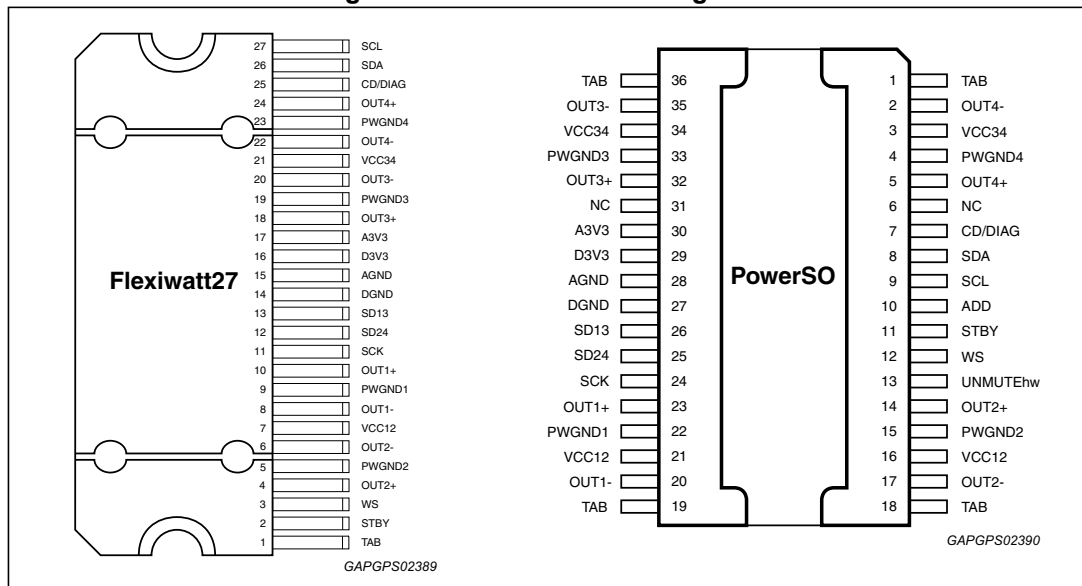 27 SCL
26 SDA
25 CD/DIAG
24 OUT4+
23 PWGND4
22 OUT4-
21 VCC34
20 OUT3-
19 PWGND3
18 OUT3+
17 A3V3
16 D3V3
15 AGND
14 DGND
13 SD13
12 SD24
11 SCK
10 OUT1+
9 PWGND1
8 OUT1-
7 VCC12
6 OUT2-
5 PWGND2
4 OUT2+
3 WS
2 STBY
1 TAB
Flexiwatt27
GAPGPS02389
TAB 36 1 TAB
OUT3- 35 2 OUT4-
VCC34 34 3 VCC34
PWGND3 33 4 PWGND4
OUT3+ 32 5 OUT4+
NC 31 6 NC
A3V3 30 7 CD/DIAG
D3V3 29 8 SDA
AGND 28 9 SCL
DGND 27 10 ADD
SD13 26 11 STBY
SD24 25 12 WS
SCK 24 13 UNMUTEhw
OUT1+ 23 14 OUT2+
PWGND1 22 15 PWGND2
VCC12 21 16 VCC12
OUT1- 20 17 OUT2-
TAB 19 18 TAB
PowerSO
GAPGPS02390